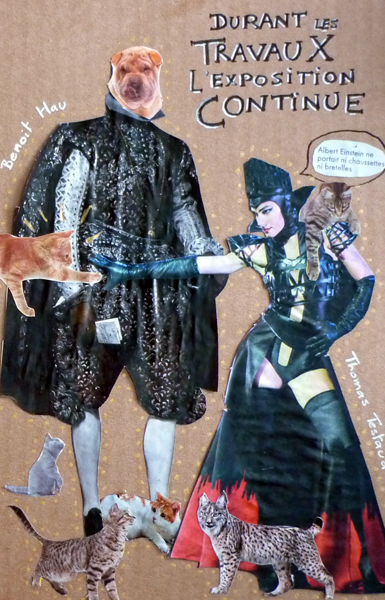 DURANT LES
TRAVAUX
L'EXPOSITION
CONTINUE
Benoit Hau
Albert Einstein ne
portait ni chaussettes
ni bretelles
Thomas